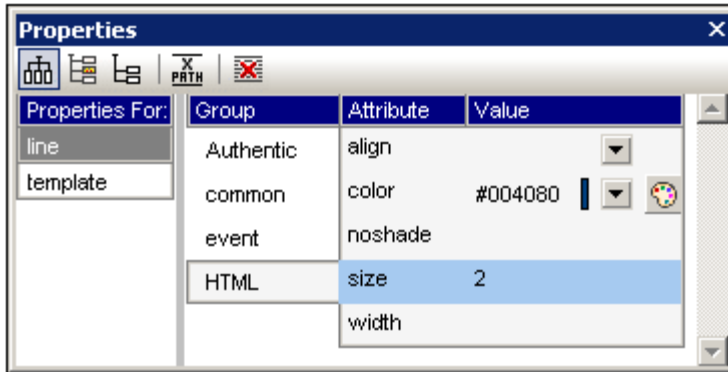 Properties
X
PATH
Properties For: Group Attribute Value
line Authentic align
template common color #004080
event noshade
HTML size 2
width